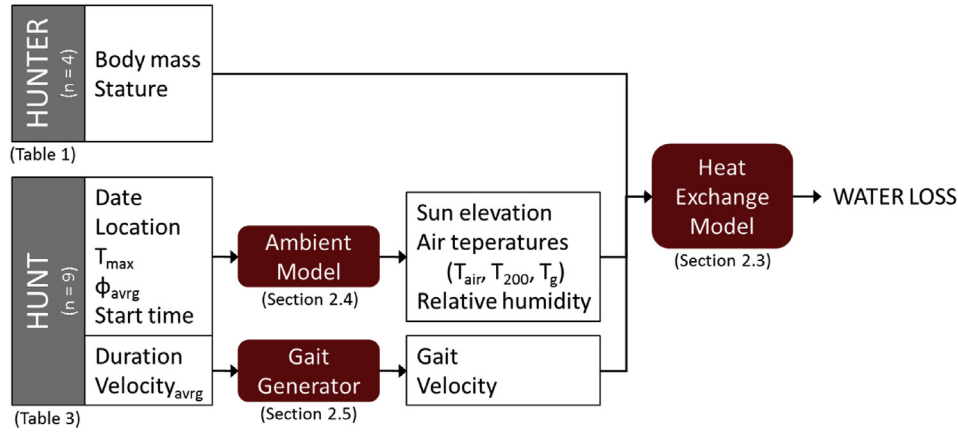 HUNTER
(n = 4)
Body mass
Stature
(Table 1)
HUNT
(n = 9)
Date
Location
Tmax
Φavrg
Start time
Duration
Velocityavrg
(Table 3)
Ambient
Model
(Section 2.4)
Gait
Generator
(Section 2.5)
Sun elevation
Air teperatures
(Tair, T200, Tg)
Relative humidity
Gait
Velocity
Heat
Exchange
Model
(Section 2.3)
WATER LOSS